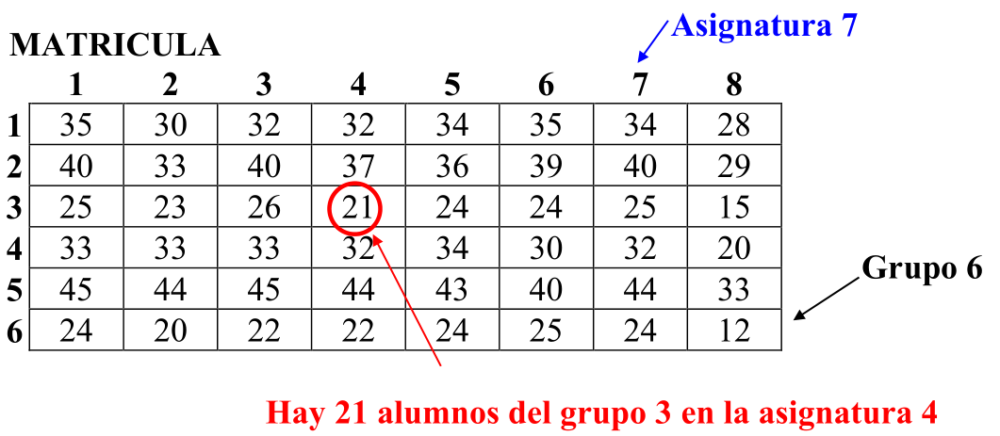 Asignatura 7
MATRICULA
1 2 3 4 5 6 7 8
1 35 30 32 32 34 35 34 28
2 40 33 40 37 36 39 40 29
3 25 23 26 21 24 24 25 15
4 33 33 33 32 34 30 32 20
Grupo 6
5 45 44 45 44 43 40 44 33
6 24 20 22 22 24 25 24 12
Hay 21 alumnos del grupo 3 en la asignatura 4